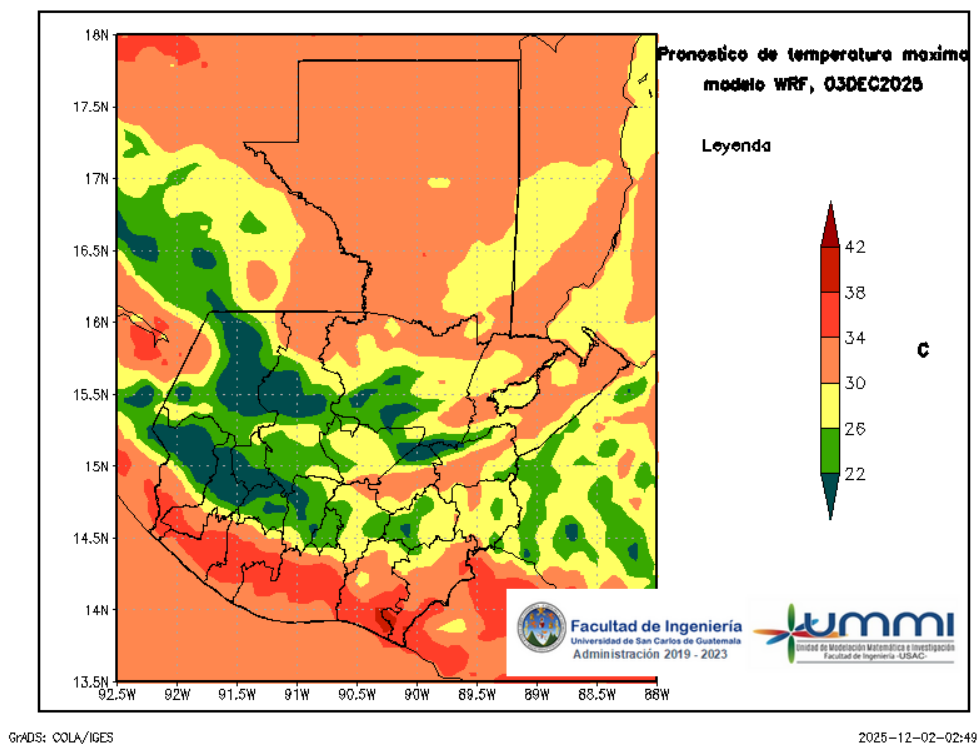 Pronostico de temperatura maxima
modelo WRF, 03DEC2025
Leyenda
42
38
34
30
26
22
C
18N
17.5N
17N
16.5N
16N
15.5N
15N
14.5N
14N
13.5N
92.5W
92W
91.5W
91W
90.5W
90W
89.5W
89W
88.5W
88W
Facultad de Ingeniería
Universidad de San Carlos de Guatemala
Administración 2019 - 2023
UMMI
Unidad de Modelación Matemática e Investigación
Facultad de Ingeniería -USAC-
GrADS: COLA/IGES
2025-12-02-02:49